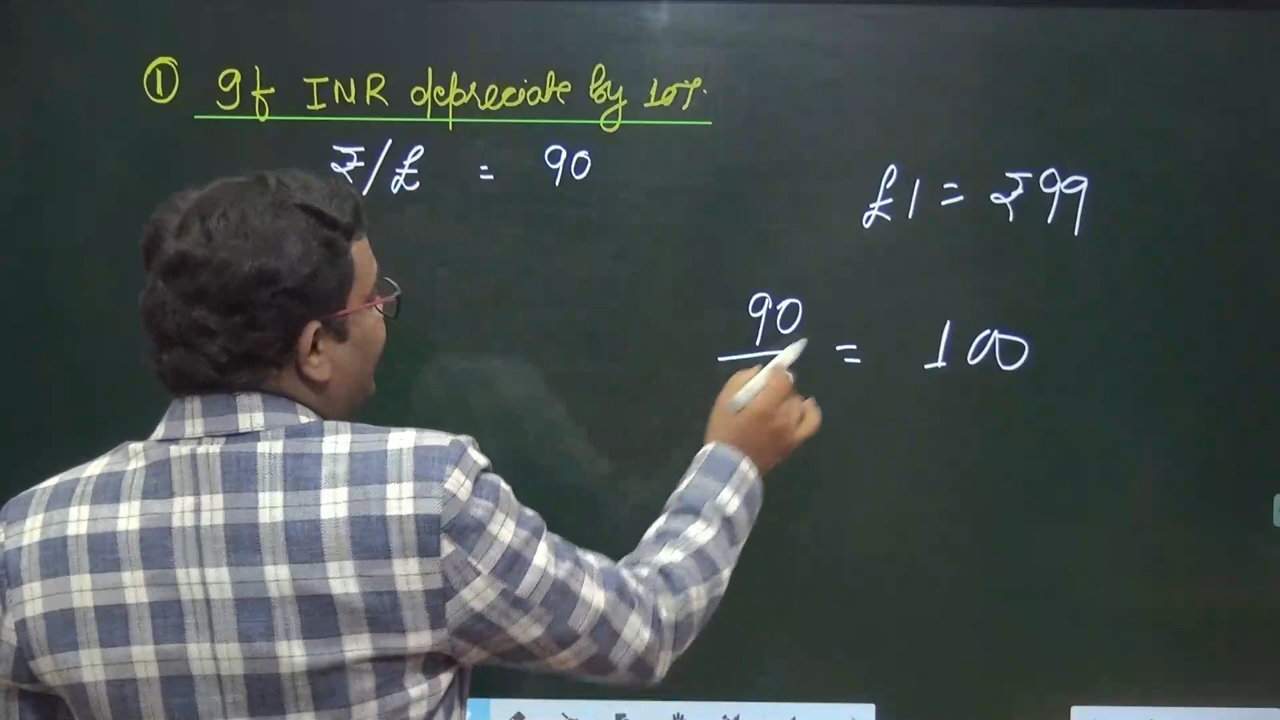 ① If INR depreciate by 10%.
₹/£ = 90
£1 = ₹99
90
= 100